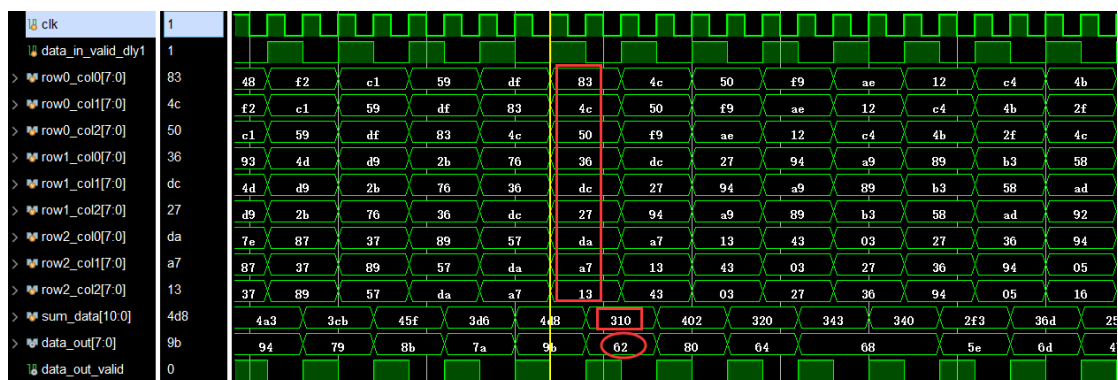 clk 1
data_in_valid_dly1 1
row0_col0[7:0] 83 48 f2 c1 59 df 83 4c 50 f9 ae 12 c4 4b
row0_col1[7:0] 4c f2 c1 59 df 83 4c 50 f9 ae 12 c4 4b 2f
row0_col2[7:0] 50 c1 59 df 83 4c 50 f9 ae 12 c4 4b 2f 4c
row1_col0[7:0] 36 93 4d d9 2b 76 36 dc 27 94 a9 89 b3 58
row1_col1[7:0] dc 4d d9 2b 76 36 dc 27 94 a9 89 b3 58 ad
row1_col2[7:0] 27 d9 2b 76 36 dc 27 94 a9 89 b3 58 ad 92
row2_col0[7:0] da 7e 87 37 89 57 da a7 13 43 03 27 36 94
row2_col1[7:0] a7 87 37 89 57 da a7 13 43 03 27 36 94 05
row2_col2[7:0] 13 37 89 57 da a7 13 43 03 27 36 94 05 16
sum_data[10:0] 4d8 4a3 3cb 45f 3d6 4d8 310 402 320 343 340 2f3 36d 25
data_out[7:0] 9b 94 79 8b 7a 9b 62 80 64 68 5e 6d
data_out_valid 0